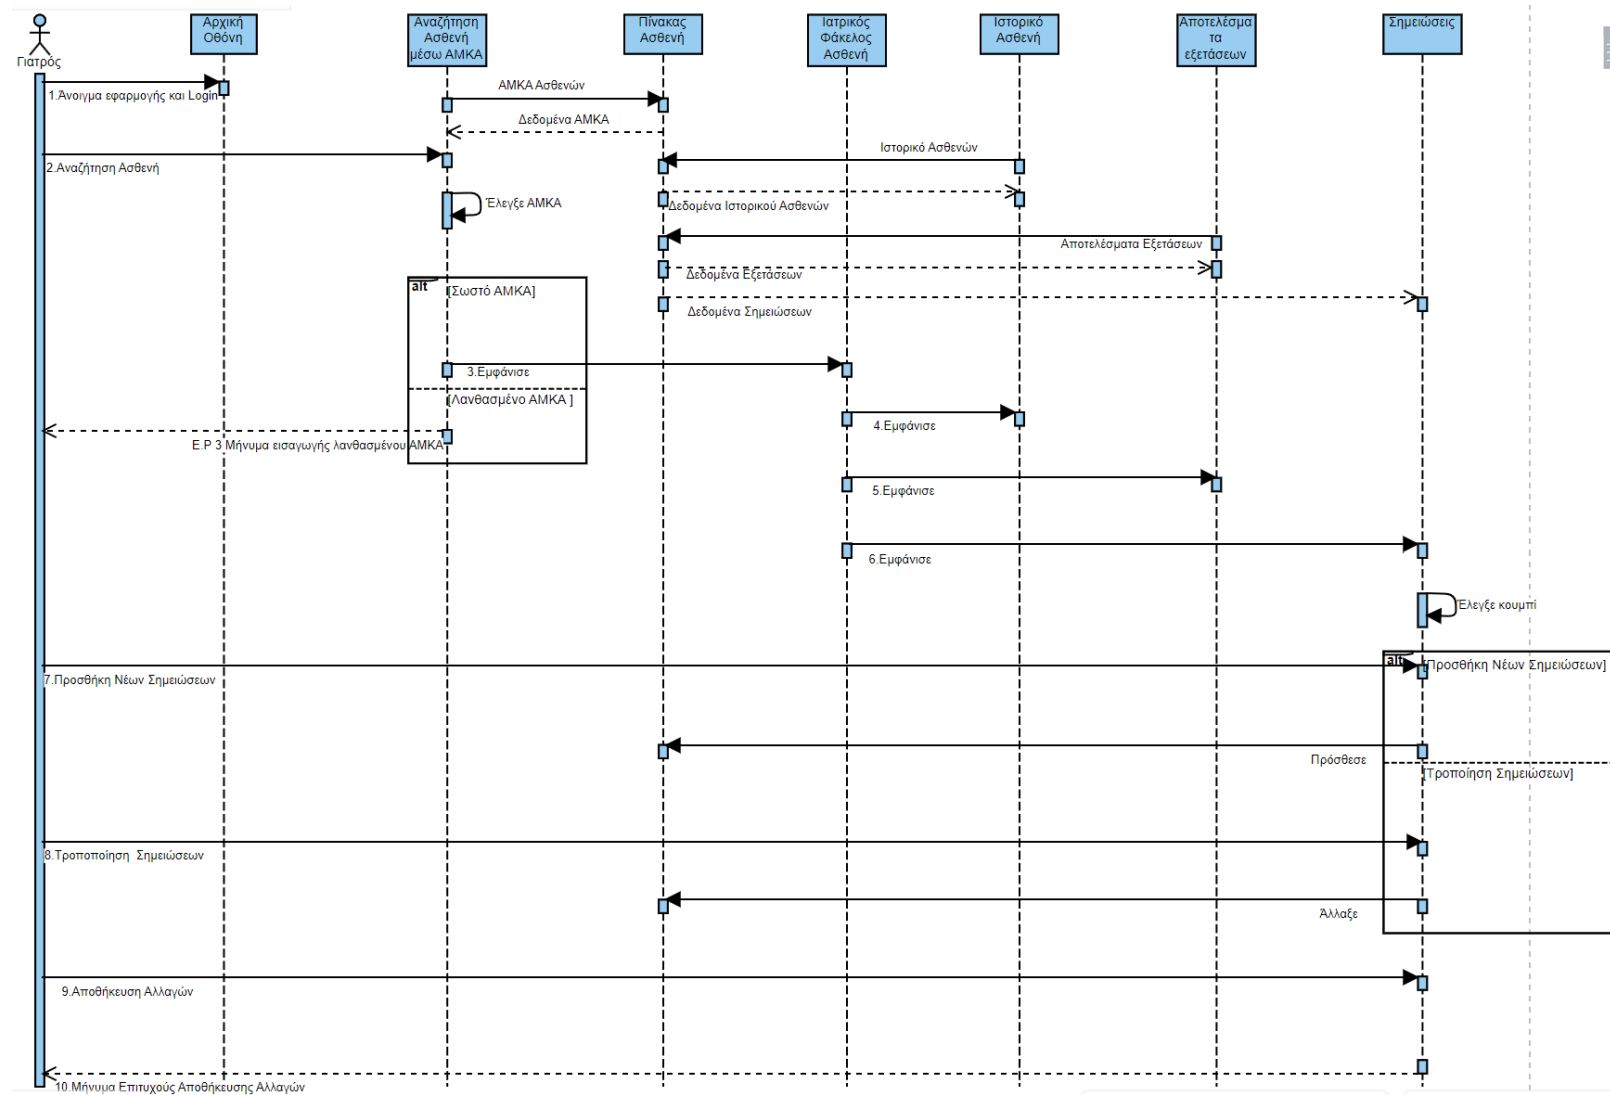 Γιατρός
Αρχική
Οθόνη
Αναζήτηση
Ασθενή
μέσω ΑΜΚΑ
Πίνακας
Ασθενή
Ιατρικός
Φάκελος
Ασθενή
Ιστορικό
Ασθενή
Αποτελέσμα
τα
εξετάσεων
Σημειώσεις
1.Άνοιγμα εφαρμογής και Login
ΑΜΚΑ Ασθενών
Δεδομένα ΑΜΚΑ
Ιστορικό Ασθενών
2.Αναζήτηση Ασθενή
Έλεγξε ΑΜΚΑ
Δεδομένα Ιστορικού Ασθενών
Αποτελέσματα Εξετάσεων
Δεδομένα Εξετάσεων
alt
[Σωστό ΑΜΚΑ]
Δεδομένα Σημειώσεων
3.Εμφάνισε
[Λανθασμένο ΑΜΚΑ ]
4.Εμφάνισε
Ε.Ρ 3 Μήνυμα εισαγωγής λανθασμένου ΑΜΚΑ
5.Εμφάνισε
6.Εμφάνισε
Έλεγξε κουμπί
alt
[Προσθήκη Νέων Σημειώσεων]
7.Προσθήκη Νέων Σημειώσεων
Πρόσθεσε
[Τροποίηση Σημειώσεων]
8.Τροποποίηση Σημειώσεων
Άλλαξε
9.Αποθήκευση Αλλαγών
10.Μήνυμα Επιτυχούς Αποθήκευσης Αλλαγών